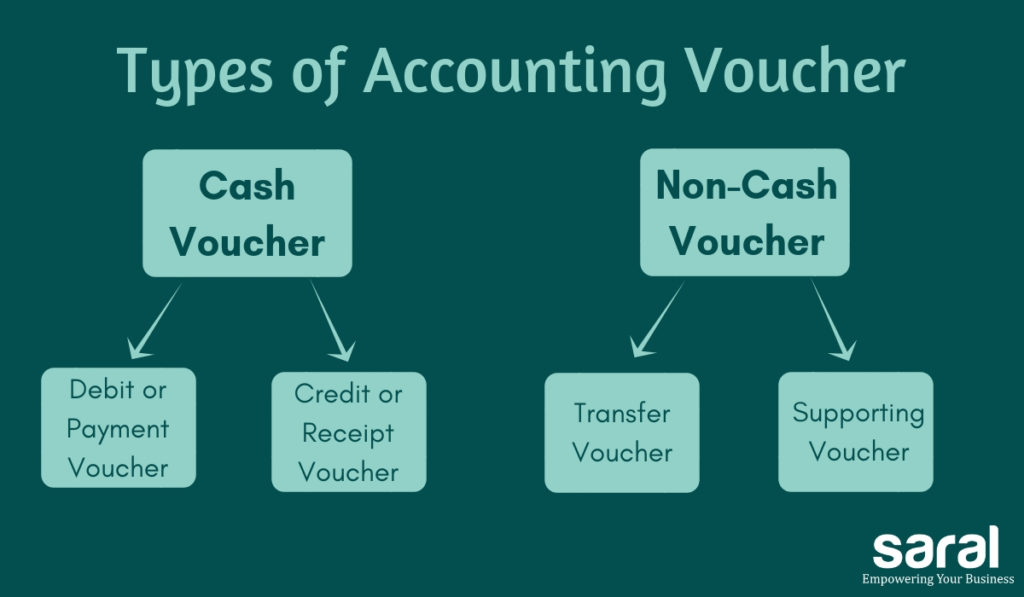 Types of Accounting Voucher
Cash
Voucher
Non-Cash
Voucher
Debit or
Payment
Voucher
Credit or
Receipt
Voucher
Transfer
Voucher
Supporting
Voucher
saral
Empowering Your Business